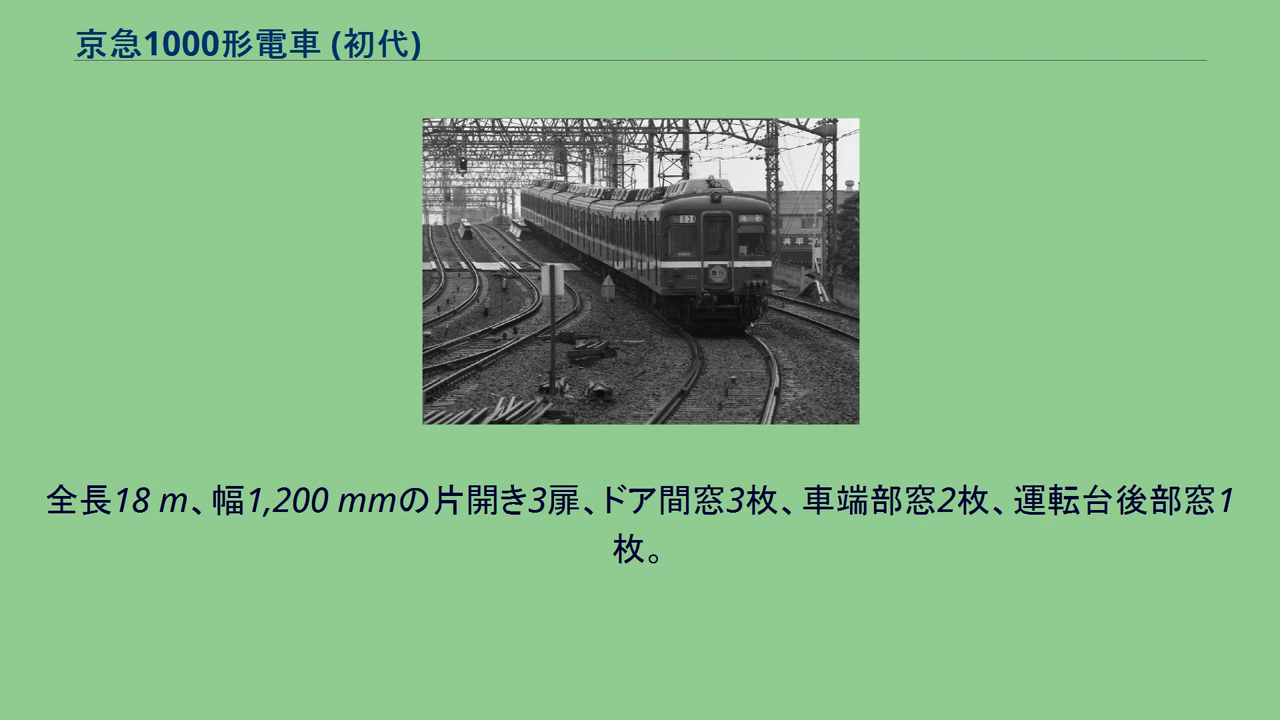 京急1000形電車 (初代)
全長18 m、幅1,200 mmの片開き3扉、ドア間窓3枚、車端部窓2枚、運転台後部窓1
枚。